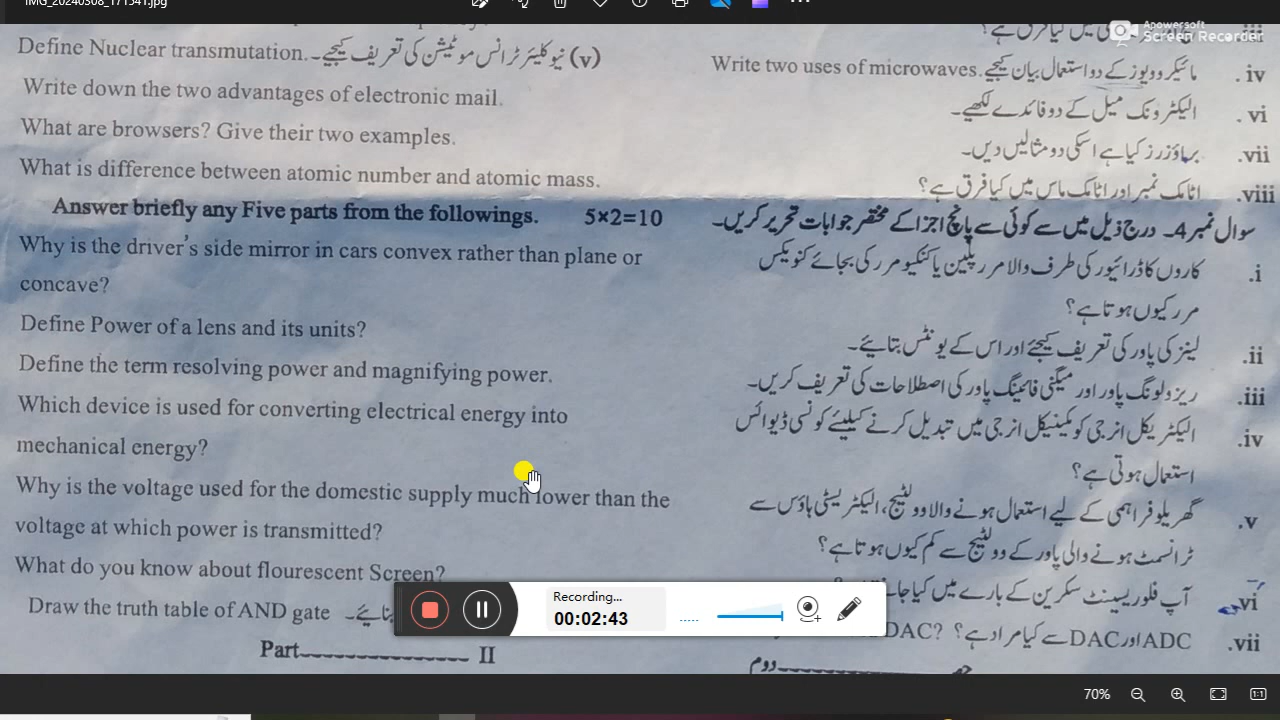 IMG_20240308_171541.jpg
Apowersoft
Screen Recorder
Define Nuclear transmutation. نیوکلیئر ٹرانس موٹیشن کی تعریف کیجیے۔ (v)
Write two uses of microwaves. مائیکروویوز کے دو استعمال بیان کیجیے .iv
Write down the two advantages of electronic mail. الیکٹرونک میل کے دو فائدے لکھیے۔ .vi
What are browsers? Give their two examples. براؤزرز کیا ہے اسکی دو مثالیں دیں۔ .vii
What is difference between atomic number and atomic mass. اٹامک نمبر اور اٹامک ماس میں کیا فرق ہے؟ .viii
Answer briefly any Five parts from the followings. 5×2=10 سوال نمبر 4۔ درج ذیل میں سے کوئی سے پانچ اجزا کے مختصر جوابات تحریر کریں۔
Why is the driver's side mirror in cars convex rather than plane or کاروں کا ڈرائیور کی طرف والا مرر پلین یا کنکیو مرر کی بجائے کنویکس .i
concave? مرر کیوں ہوتا ہے؟
Define Power of a lens and its units? لینز کی پاور کی تعریف کیجئے اور اس کے یونٹس بتائیے۔ .ii
Define the term resolving power and magnifying power. ریزولونگ پاور اور میگنی فائینگ پاور کی اصطلاحات کی تعریف کریں۔ .iii
Which device is used for converting electrical energy into الیکٹریکل انرجی کو مکینیکل انرجی میں تبدیل کرنے کیلئے کونسی ڈیوائس .iv
mechanical energy? استعمال ہوتی ہے؟
Why is the voltage used for the domestic supply much lower than the گھریلو فراہمی کے لیے استعمال ہونے والا وولٹیج، الیکٹریسٹی ہاؤس سے .v
voltage at which power is transmitted? ٹرانسمٹ ہونے والی پاور کے وولٹیج سے کم کیوں ہوتا ہے؟
What do you know about flourescent Screen? آپ فلوریسینٹ سکرین کے بارے میں کیا .vi
Draw the truth table of AND gate DAC? ADC اور DAC سے کیا مراد ہے؟ .vii
Part II دوم
Recording...
00:02:43
70%
1:1